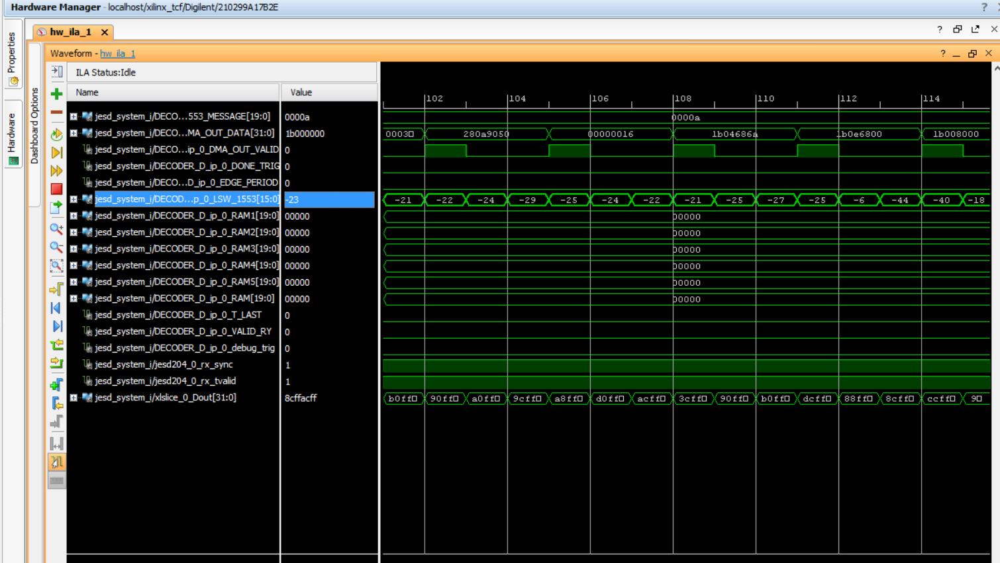 Hardware Manager - localhost/xilinx_tcf/Digilent/210299A17B2E
hw_ila_1
Waveform - hw_ila_1
Properties
Hardware
Dashboard Options
ILA Status:Idle
Name Value
102 104 106 108 110 112 114
jesd_system_i/DECO...553_MESSAGE[19:0] 0000a 0000a
jesd_system_i/DECO...MA_OUT_DATA[31:0] 1b000000 0003 280a9050 00000016 1b04686a 1b0e6800 1b008000
jesd_system_i/DECO...ip_0_DMA_OUT_VALID 0
jesd_system_i/DECODER_D_ip_0_DONE_TRIG 0
jesd_system_i/DECO...D_ip_0_EDGE_PERIOD 0
jesd_system_i/DECOD...p_0_LSW_1553[15:0] -23 -21 -22 -24 -29 -25 -24 -22 -21 -25 -27 -25 -6 -44 -40 -18
jesd_system_i/DECODER_D_ip_0_RAM1[19:0] 00000 00000
jesd_system_i/DECODER_D_ip_0_RAM2[19:0] 00000 00000
jesd_system_i/DECODER_D_ip_0_RAM3[19:0] 00000 00000
jesd_system_i/DECODER_D_ip_0_RAM4[19:0] 00000 00000
jesd_system_i/DECODER_D_ip_0_RAM5[19:0] 00000 00000
jesd_system_i/DECODER_D_ip_0_RAM[19:0] 00000 00000
jesd_system_i/DECODER_D_ip_0_T_LAST 0
jesd_system_i/DECODER_D_ip_0_VALID_RY 0
jesd_system_i/DECODER_D_ip_0_debug_trig 0
jesd_system_i/jesd204_0_rx_sync 1
jesd_system_i/jesd204_0_rx_tvalid 1
jesd_system_i/xlslice_0_Dout[31:0] 8cffacff b0ff 90ff a0ff 9cff a8ff d0ff acff 3cff 90ff b0ff dcff 88ff 8cff ccff 90